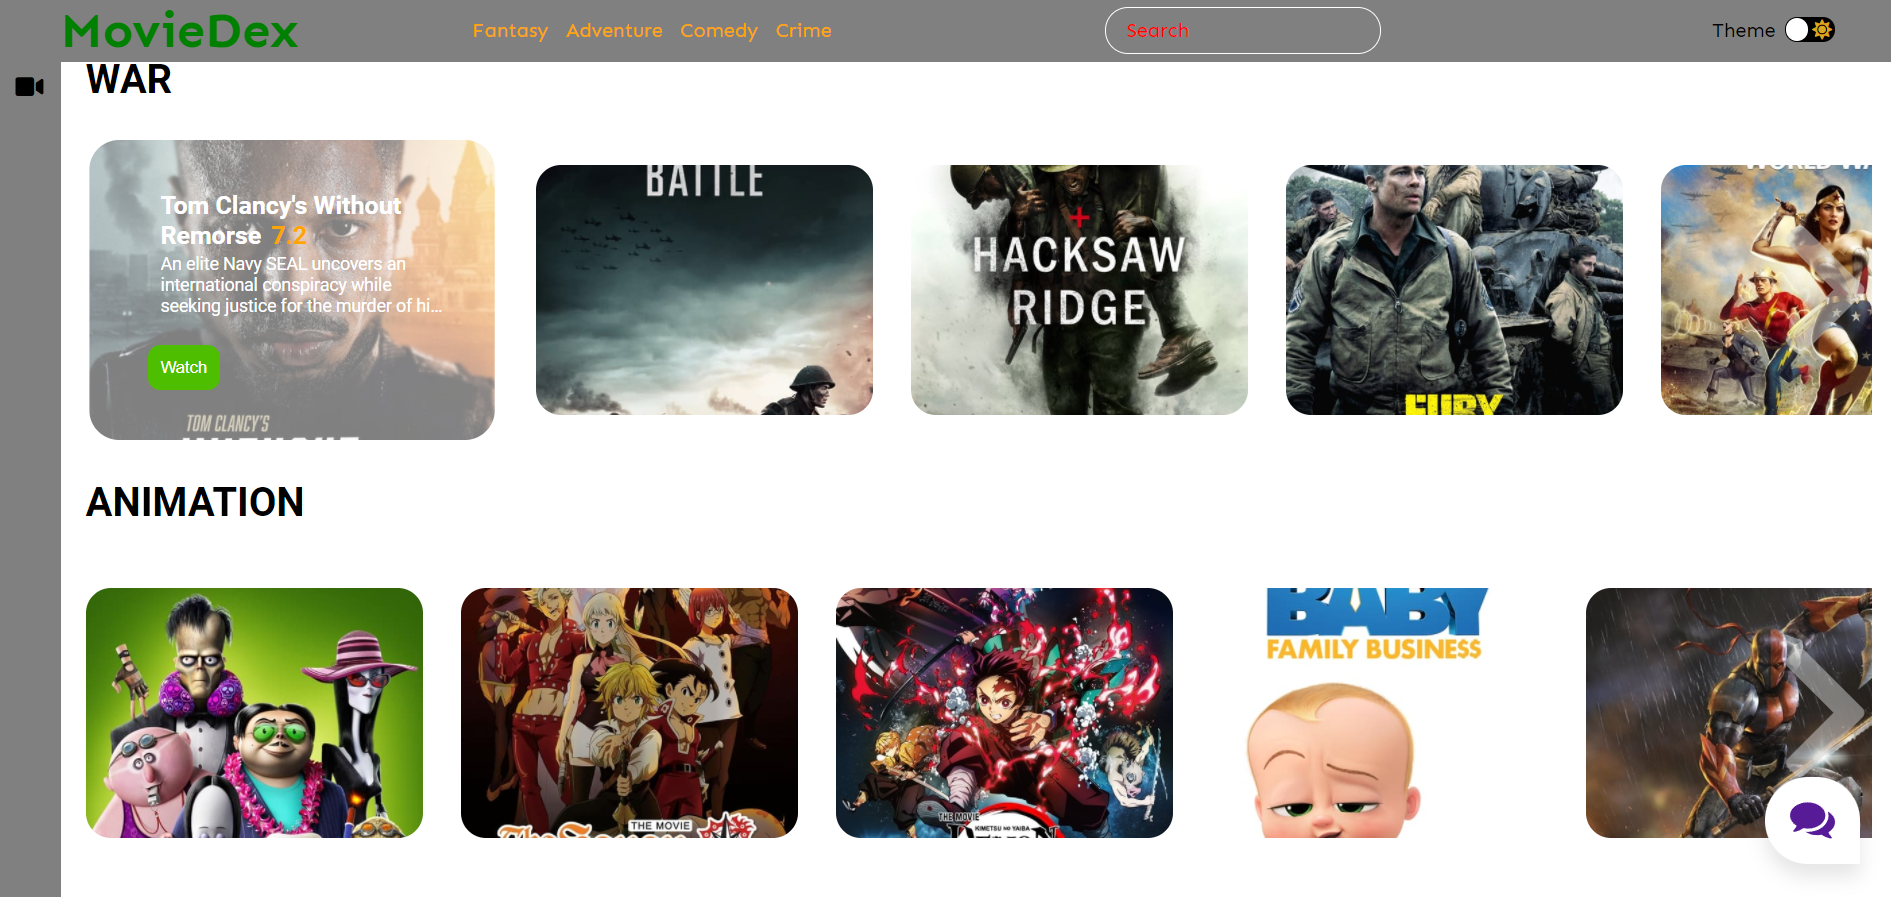 MovieDex
Fantasy Adventure Comedy Crime
Search
Theme
WAR
Tom Clancy's Without
Remorse 7.2
An elite Navy SEAL uncovers an
international conspiracy while
seeking justice for the murder of hi...
Watch
TOM CLANCY'S
BATTLE
HACKSAW
RIDGE
FURY
ANIMATION
THE MOVIE
THE MOVIE
KIMETSU NO YAIBA
BABY
FAMILY BUSINE$$